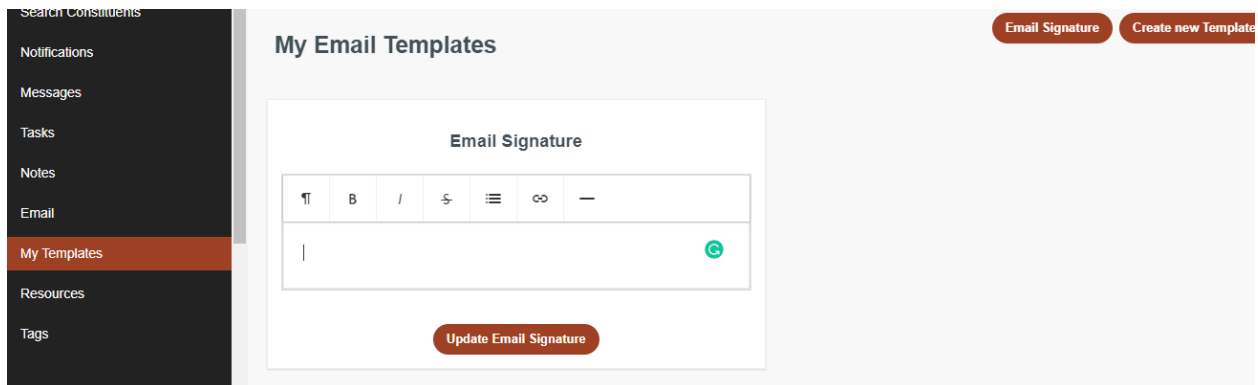 Search Constituents
Notifications
Messages
Tasks
Notes
Email
My Templates
Resources
Tags
My Email Templates
Email Signature
Create new Template
Email Signature
¶ B I S
G
Update Email Signature